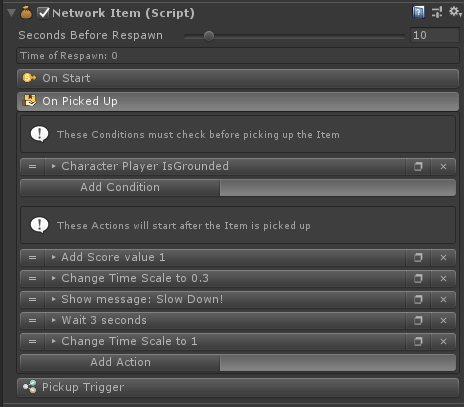 Network Item (Script)
Seconds Before Respawn 10
Time of Respawn: 0
On Start
On Picked Up
These Conditions must check before picking up the Item
Character Player IsGrounded
Add Condition
These Actions will start after the Item is picked up
Add Score value 1
Change Time Scale to 0.3
Show message: Slow Down!
Wait 3 seconds
Change Time Scale to 1
Add Action
Pickup Trigger